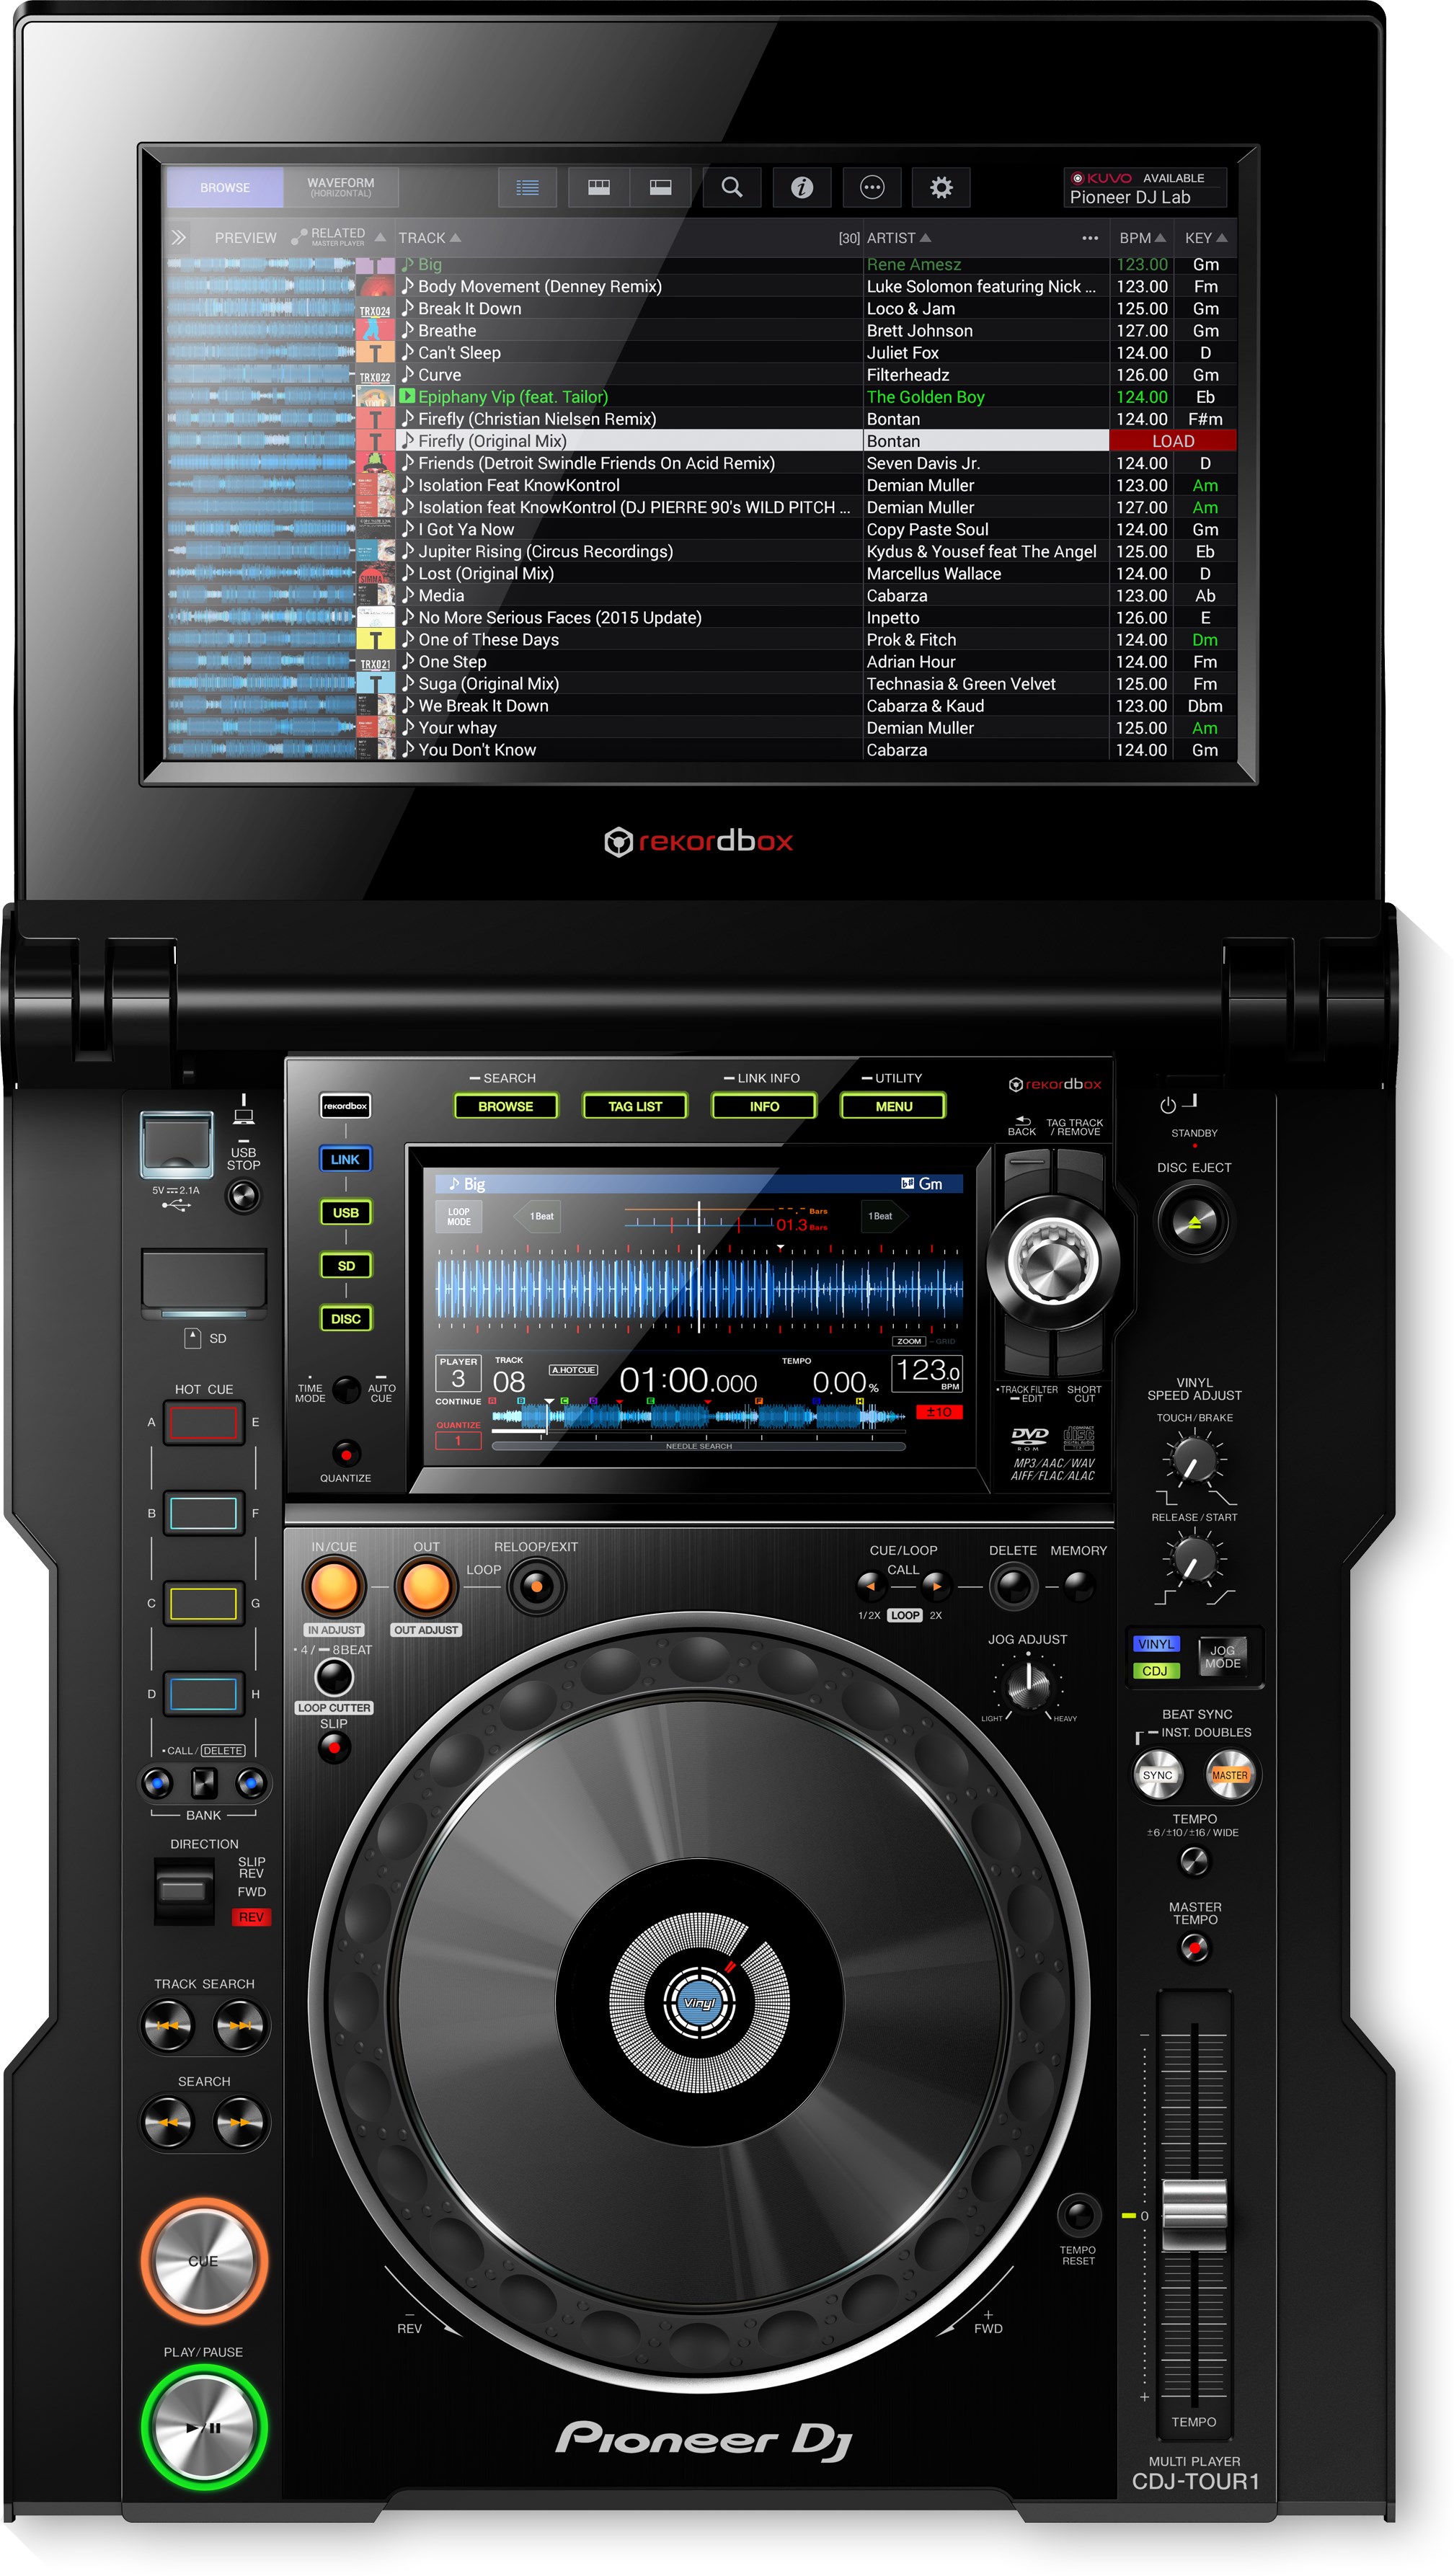 BROWSE
WAVEFORM
(HORIZONTAL)
KUVO AVAILABLE
Pioneer DJ Lab
PREVIEW RELATED MASTER PLAYER TRACK [30] ARTIST ••• BPM KEY
Big Rene Amesz 123.00 Gm
Body Movement (Denney Remix) Luke Solomon featuring Nick ... 123.00 Fm
TRX024 Break It Down Loco & Jam 125.00 Gm
Breathe Brett Johnson 127.00 Gm
T Can't Sleep Juliet Fox 124.00 D
TRX022 Curve Filterheadz 126.00 Gm
Epiphany Vip (feat. Tailor) The Golden Boy 124.00 Eb
T Firefly (Christian Nielsen Remix) Bontan 124.00 F#m
T Firefly (Original Mix) Bontan LOAD
Friends (Detroit Swindle Friends On Acid Remix) Seven Davis Jr. 124.00 D
Isolation Feat KnowKontrol Demian Muller 123.00 Am
Isolation feat KnowKontrol (DJ PIERRE 90's WILD PITCH ... Demian Muller 127.00 Am
I Got Ya Now Copy Paste Soul 124.00 Gm
Jupiter Rising (Circus Recordings) Kydus & Yousef feat The Angel 125.00 Eb
Lost (Original Mix) Marcellus Wallace 124.00 D
Media Cabarza 123.00 Ab
No More Serious Faces (2015 Update) Inpetto 126.00 E
T One of These Days Prok & Fitch 124.00 Dm
TRX021 One Step Adrian Hour 124.00 Fm
T Suga (Original Mix) Technasia & Green Velvet 125.00 Fm
We Break It Down Cabarza & Kaud 123.00 Dbm
Your whay Demian Muller 125.00 Am
You Don't Know Cabarza 124.00 Gm
rekordbox
USB
STOP
5V 2.1A
SD
rekordbox
LINK
USB
SD
DISC
TIME
MODE
AUTO
CUE
QUANTIZE
SEARCH
LINK INFO
UTILITY
BROWSE
TAG LIST
INFO
MENU
rekordbox
BACK
TAG TRACK
/ REMOVE
Big
Gm
LOOP
MODE
1Beat
-.- Bars
01.3 Bars
1Beat
ZOOM - GRID
PLAYER
3
TRACK
08
A.HOT CUE
01:00.000
TEMPO
0.00%
123.0
BPM
CONTINUE
±10
QUANTIZE
1
NEEDLE SEARCH
•TRACK FILTER
EDIT
SHORT
CUT
DVD
ROM
COMPACT
disc
DIGITAL AUDIO
MP3/AAC/WAV
AIFF/FLAC/ALAC
STANDBY
DISC EJECT
VINYL
SPEED ADJUST
TOUCH/BRAKE
RELEASE/START
VINYL
CDJ
JOG
MODE
BEAT SYNC
INST. DOUBLES
SYNC
MASTER
TEMPO
±6/±10/±16/WIDE
MASTER
TEMPO
HOT CUE
A E
B F
C G
D H
•CALL/DELETE
BANK
DIRECTION
SLIP
REV
FWD
REV
TRACK SEARCH
SEARCH
CUE
PLAY/PAUSE
IN/CUE
OUT
LOOP
RELOOP/EXIT
IN ADJUST
OUT ADJUST
•4/ 8BEAT
LOOP CUTTER
SLIP
CUE/LOOP
CALL
DELETE
MEMORY
1/2X LOOP 2X
JOG ADJUST
LIGHT HEAVY
Vinyl
−
REV
+
FWD
TEMPO
RESET
−
0
+
TEMPO
Pioneer Dj
MULTI PLAYER
CDJ-TOUR1